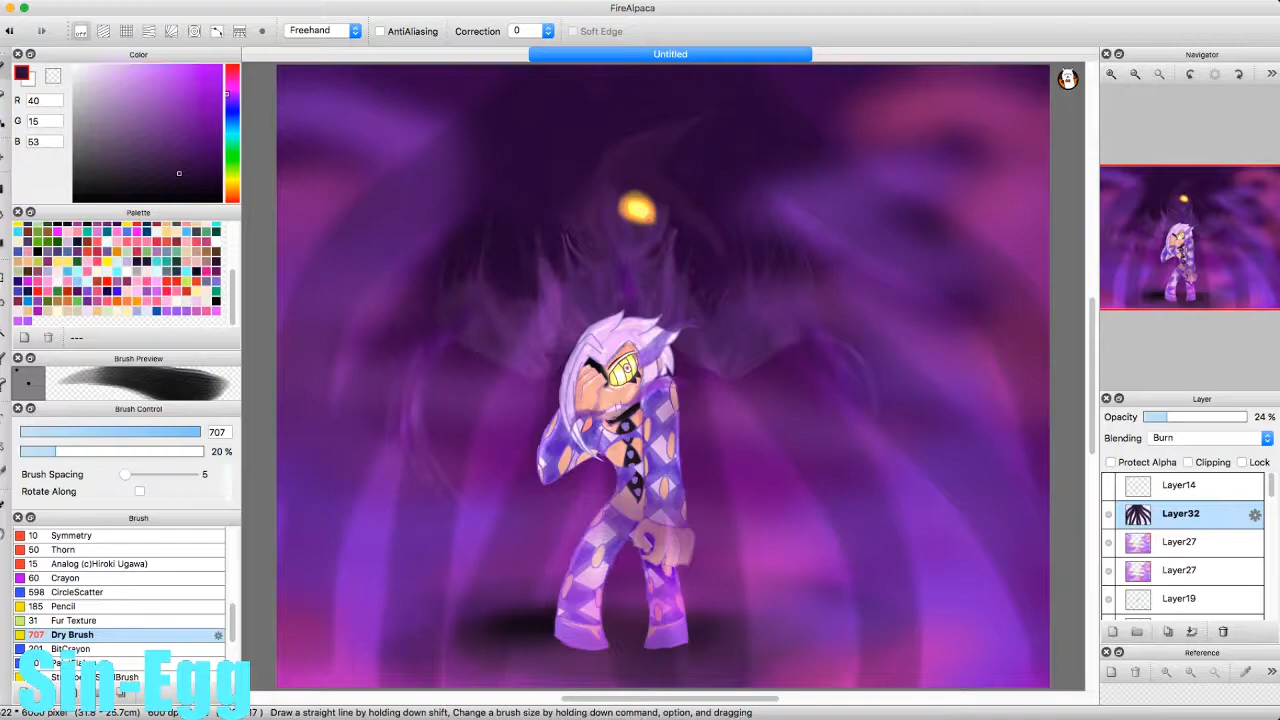 FireAlpaca
Freehand
AntiAliasing
Correction
0
Soft Edge
Color
Untitled
Navigator
R 40
G 15
B 53
Palette
---
Brush Preview
Brush Control
707
20 %
Brush Spacing 5
Rotate Along
Brush
10 Symmetry
50 Thorn
15 Analog (c)Hiroki Ugawa)
60 Crayon
598 CircleScatter
185 Pencil
31 Fur Texture
707 Dry Brush
BitCrayon
Brush
Sin-Egg
Layer
Opacity 24 %
Blending Burn
Protect Alpha Clipping Lock
Layer14
Layer32
Layer27
Layer27
Layer19
Reference
Draw a straight line by holding down shift, Change a brush size by holding down command, option, and dragging